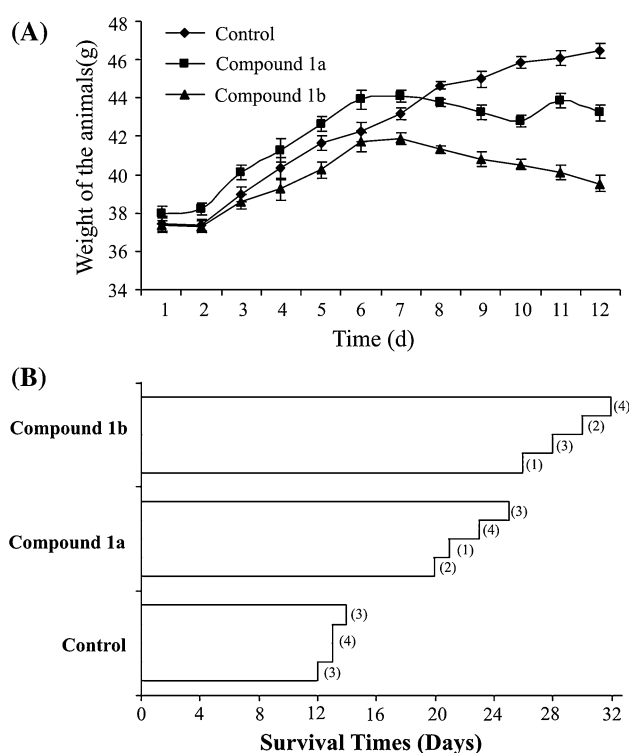 (A)
48
46
44
42
40
38
36
34
Weight of the animals(g)
Control
Compound 1a
Compound 1b
1 2 3 4 5 6 7 8 9 10 11 12
Time (d)
(B)
Compound 1b
(4)
(2)
(3)
(1)
Compound 1a
(3)
(4)
(1)
(2)
Control
(3)
(4)
(3)
0 4 8 12 16 20 24 28 32
Survival Times (Days)